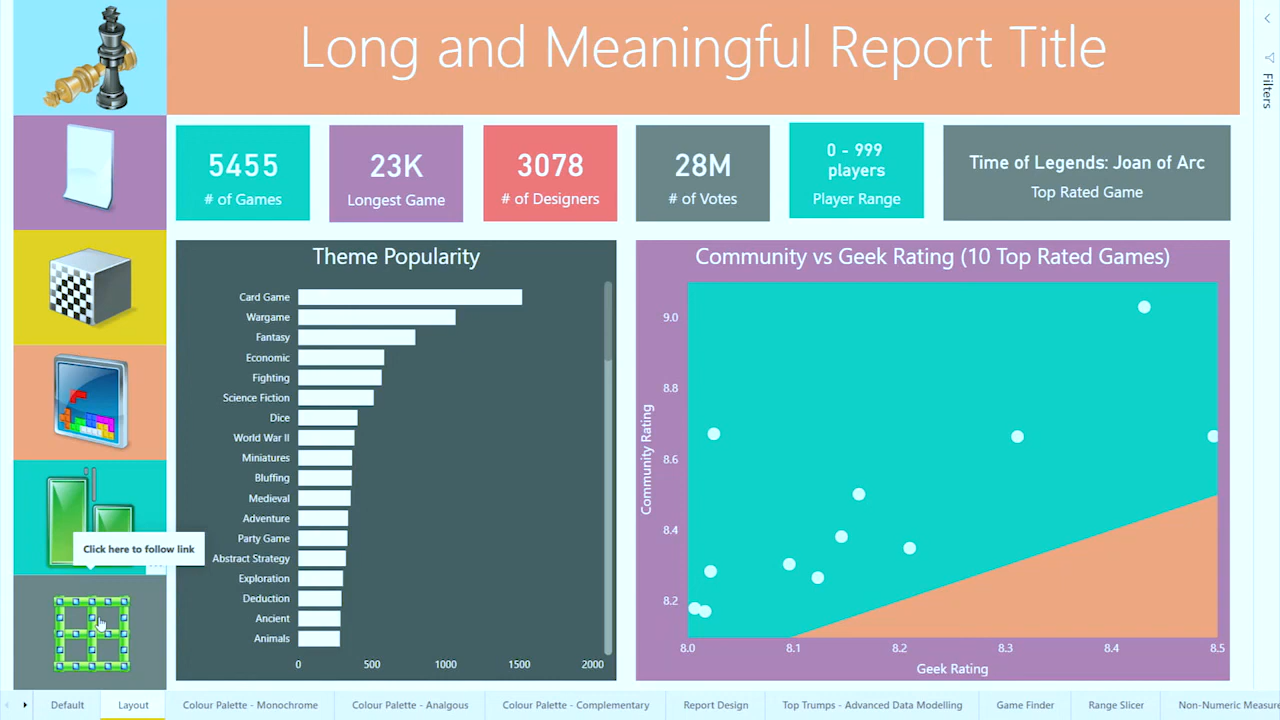 Long and Meaningful Report Title
Filters
5455
# of Games
23K
Longest Game
3078
# of Designers
28M
# of Votes
0 - 999
players
Player Range
Time of Legends: Joan of Arc
Top Rated Game
Theme Popularity
Card Game
Wargame
Fantasy
Economic
Fighting
Science Fiction
Dice
World War II
Miniatures
Bluffing
Medieval
Adventure
Party Game
Abstract Strategy
Exploration
Deduction
Ancient
Animals
0 500 1000 1500 2000
Community vs Geek Rating (10 Top Rated Games)
Community Rating
9.0
8.8
8.6
8.4
8.2
8.0 8.1 8.2 8.3 8.4 8.5
Geek Rating
Click here to follow link
Default Layout Colour Palette - Monochrome Colour Palette - Analgous Colour Palette - Complementary Report Design Top Trumps - Advanced Data Modelling Game Finder Range Slicer Non-Numeric Measure